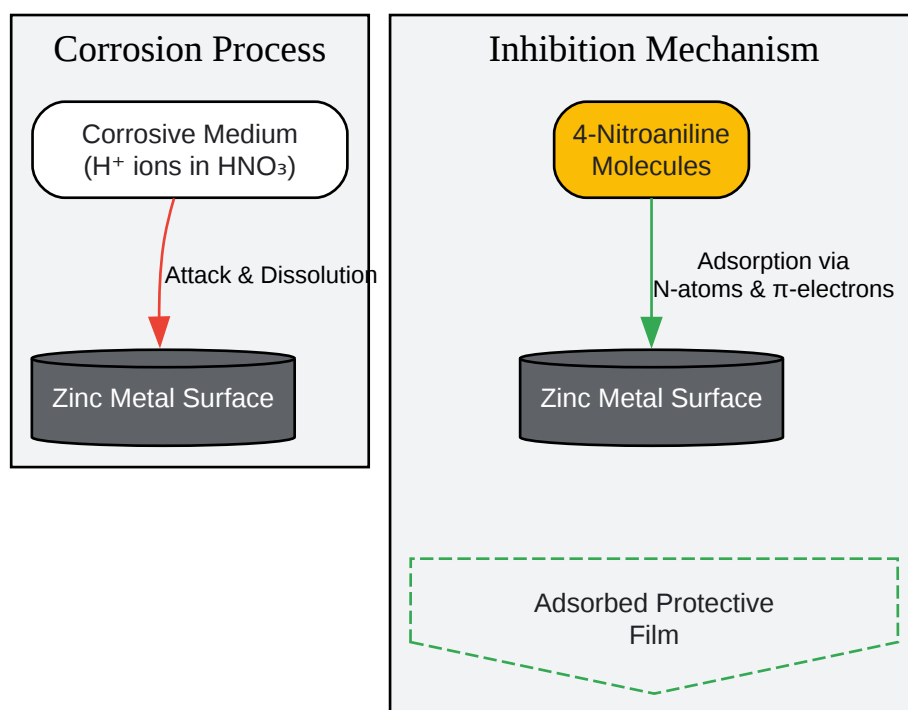 Corrosion Process
Corrosive Medium
(H⁺ ions in HNO₃)
Attack & Dissolution
Zinc Metal Surface
Inhibition Mechanism
4-Nitroaniline
Molecules
Adsorption via
N-atoms & π-electrons
Zinc Metal Surface
Adsorbed Protective
Film